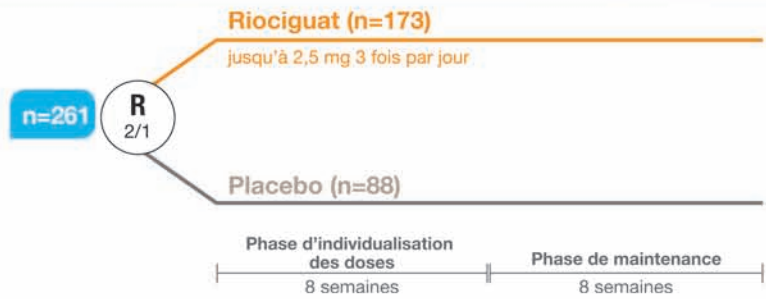 Riociguat (n=173)
jusqu'à 2,5 mg 3 fois par jour
n=261
R
2/1
Placebo (n=88)
Phase d'individualisation
des doses
Phase de maintenance
8 semaines
8 semaines